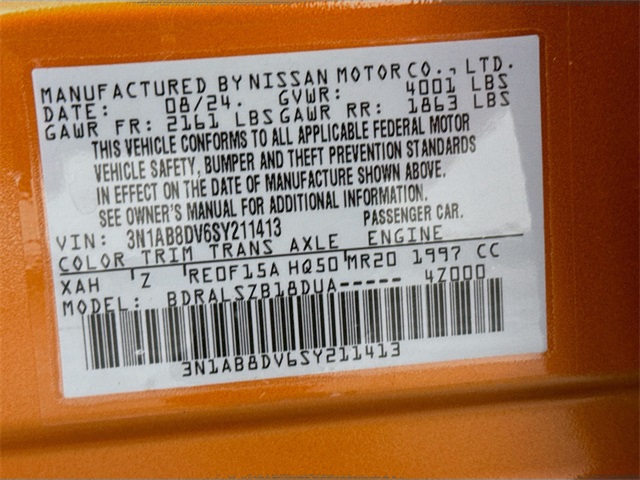 MANUFACTURED BY NISSAN MOTOR CO., LTD.
DATE: 08/24. GVWR: 4001 LBS
GAWR FR: 2161 LBS GAWR RR: 1863 LBS
THIS VEHICLE CONFORMS TO ALL APPLICABLE FEDERAL MOTOR
VEHICLE SAFETY, BUMPER AND THEFT PREVENTION STANDARDS
IN EFFECT ON THE DATE OF MANUFACTURE SHOWN ABOVE.
SEE OWNER'S MANUAL FOR ADDITIONAL INFORMATION.
VIN: 3N1AB8DV6SY211413 PASSENGER CAR.
COLOR TRIM TRANS AXLE ENGINE
XAH Z RE0F15A HQ50 MR20 1997 CC
MODEL: BDRALSZB18DUA----- 4Z000
3N1AB8DV6SY211413